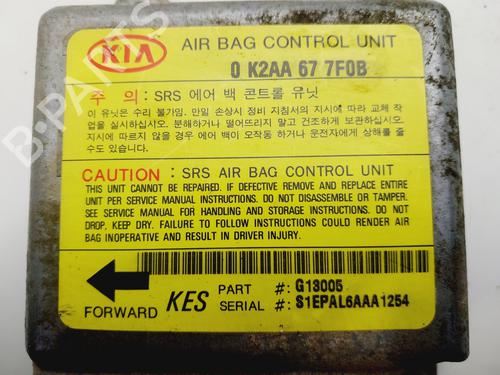 KIA AIR BAG CONTROL UNIT
0 K2AA 67 7F0B
주 의 : SRS 에어 백 콘트롤 유닛
이 유닛은 수리 불가함. 만일 손상시 정비 지침서의 지시에 따라 교체 작
업을 실시하십시오. 분해하거나 떨어뜨리지 말고 건조하게 보관하십시오.
지시에 따르지 않을 경우 에어 백이 오작동 하거나 운전자에게 상해를 줄
수도 있습니다.
CAUTION : SRS AIR BAG CONTROL UNIT
THIS UNIT CANNOT BE REPAIRED. IF DEFECTIVE REMOVE AND REPLACE ENTIRE
UNIT PER SERVICE MANUAL INSTRUCTIONS. DO NOT DISASSEMBLE OR TAMPER.
SEE SERVICE MANUAL FOR HANDLING AND STORAGE INSTRUCTIONS. DO NOT
DROP, KEEP DRY. FAILURE TO FOLLOW INSTRUCTIONS COULD RENDER AIR
BAG INOPERATIVE AND RESULT IN DRIVER INJURY.
PART #: G13005
FORWARD KES SERIAL #: S1EPAL6AAA1254
B-PARTS